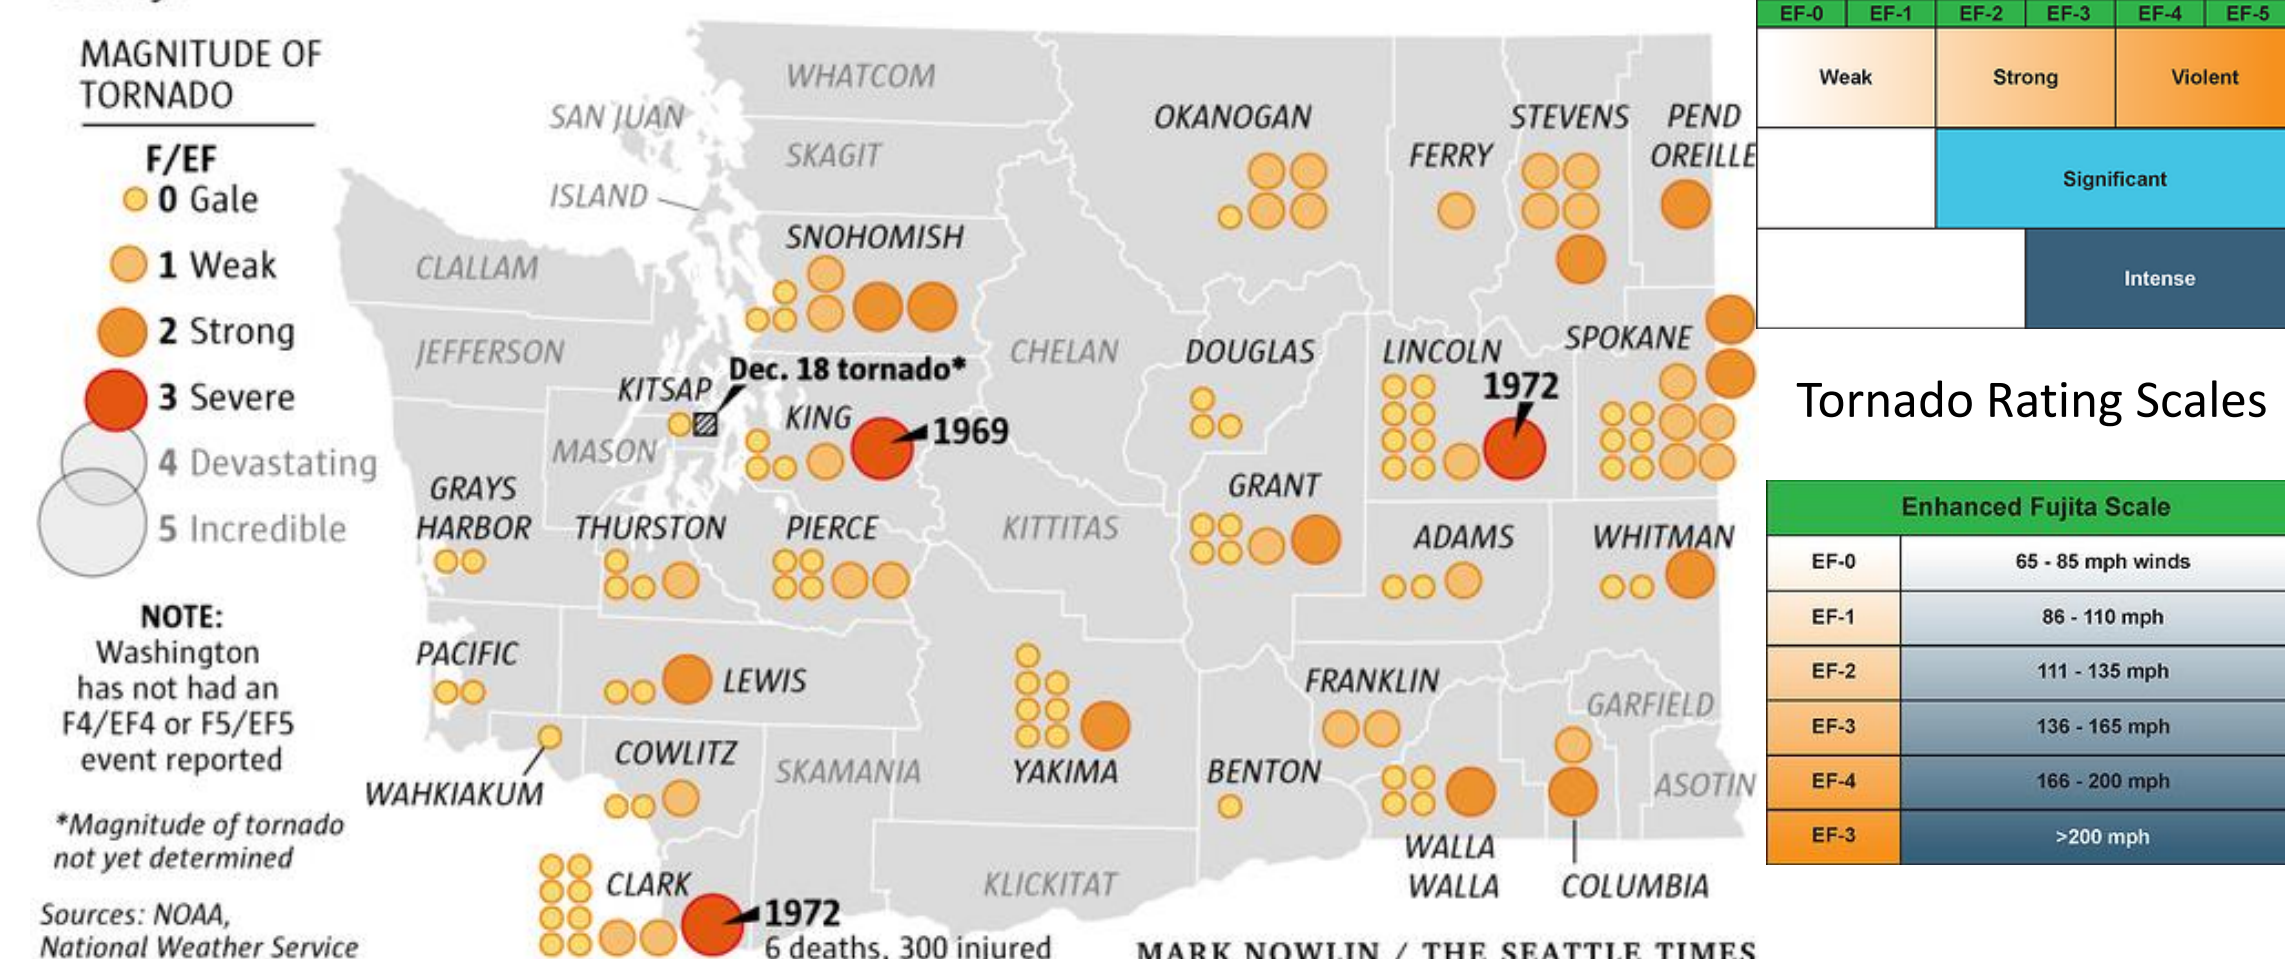 MAGNITUDE OF
TORNADO
F/EF
0 Gale
1 Weak
2 Strong
3 Severe
4 Devastating
5 Incredible
NOTE:
Washington
has not had an
F4/EF4 or F5/EF5
event reported
*Magnitude of tornado
not yet determined
Sources: NOAA,
National Weather Service
WHATCOM
SAN JUAN
SKAGIT
ISLAND
SNOHOMISH
CLALLAM
JEFFERSON
KITSAP
Dec. 18 tornado*
KING
1969
MASON
GRAYS
HARBOR
THURSTON
PIERCE
PACIFIC
LEWIS
WAHKIAKUM
COWLITZ
SKAMANIA
CLARK
1972
6 deaths, 300 injured
OKANOGAN
FERRY
STEVENS
PEND
OREILLE
CHELAN
DOUGLAS
LINCOLN
1972
SPOKANE
GRANT
KITTITAS
ADAMS
WHITMAN
YAKIMA
BENTON
FRANKLIN
GARFIELD
ASOTIN
WALLA
WALLA
COLUMBIA
KLICKITAT
MARK NOWLIN / THE SEATTLE TIMES
EF-0 EF-1 EF-2 EF-3 EF-4 EF-5
Weak Strong Violent
Significant
Intense
Tornado Rating Scales
Enhanced Fujita Scale
EF-0 65 - 85 mph winds
EF-1 86 - 110 mph
EF-2 111 - 135 mph
EF-3 136 - 165 mph
EF-4 166 - 200 mph
EF-3 >200 mph